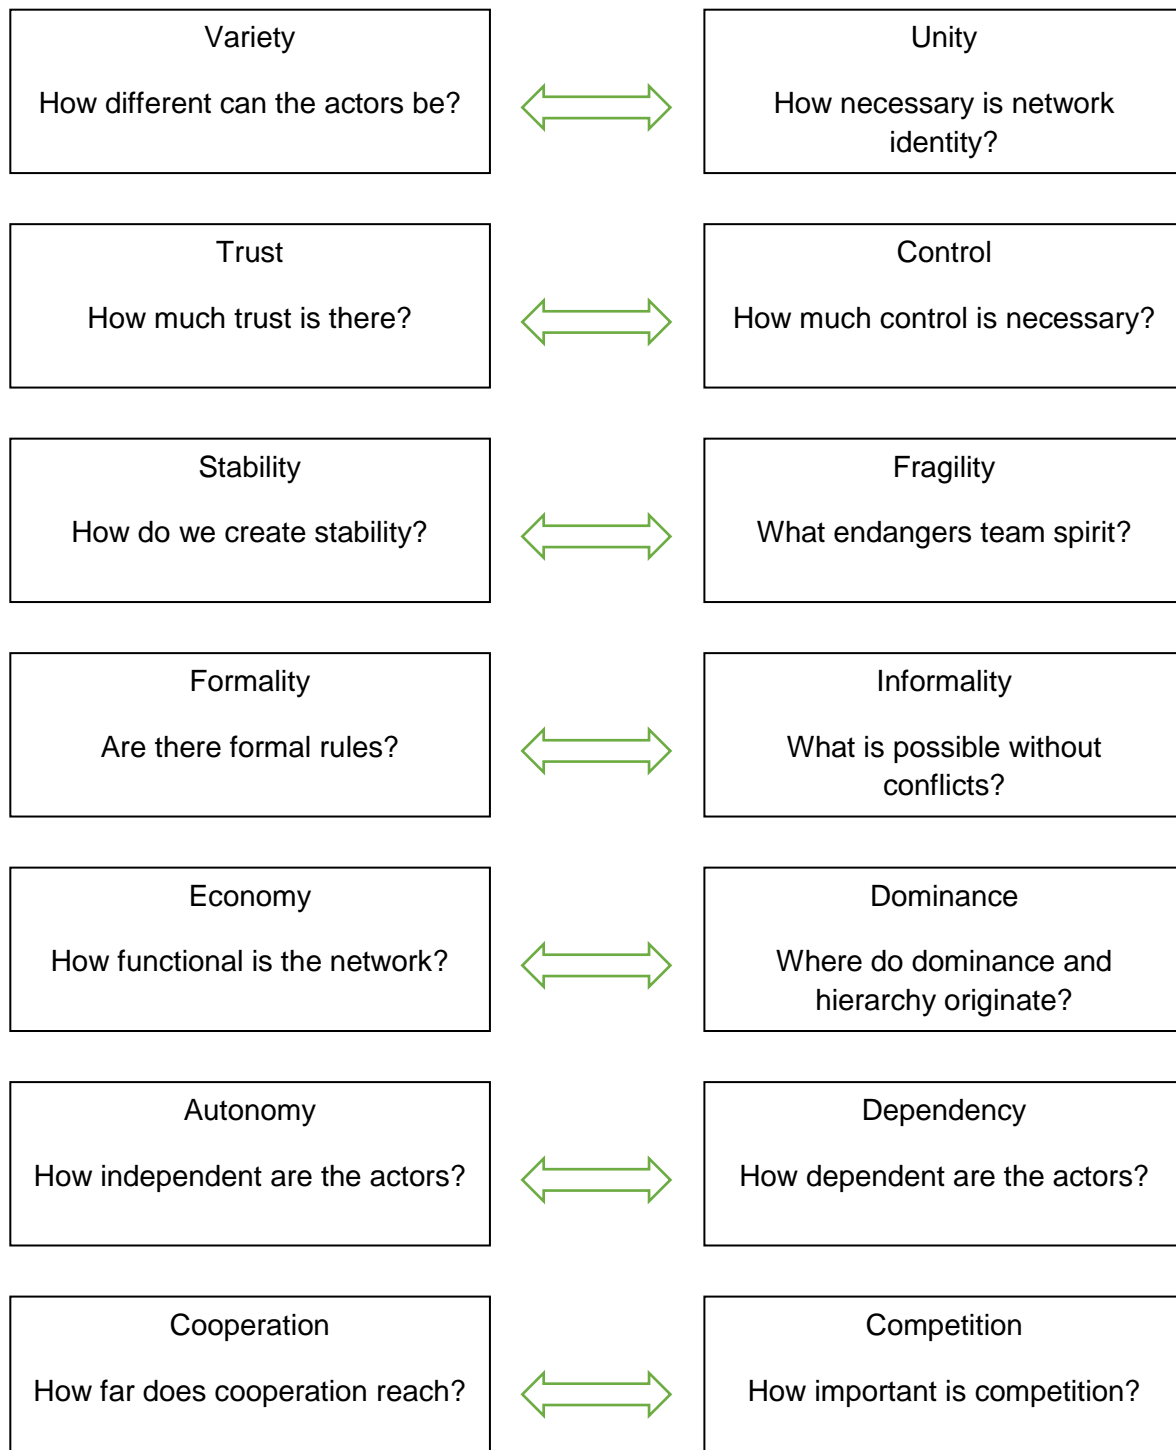 Variety
How different can the actors be?
Unity
How necessary is network
identity?
Trust
How much trust is there?
Control
How much control is necessary?
Stability
How do we create stability?
Fragility
What endangers team spirit?
Formality
Are there formal rules?
Informality
What is possible without
conflicts?
Economy
How functional is the network?
Dominance
Where do dominance and
hierarchy originate?
Autonomy
How independent are the actors?
Dependency
How dependent are the actors?
Cooperation
How far does cooperation reach?
Competition
How important is competition?